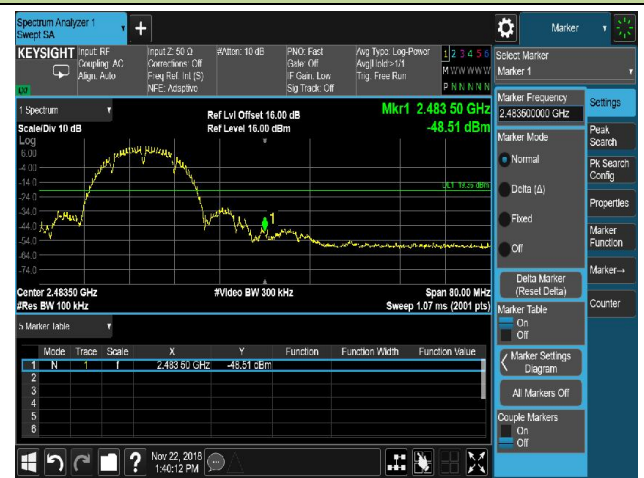 Spectrum Analyzer 1
Swept SA
Marker
KEYSIGHT
Input: RF
Coupling: AC
Align: Auto
Input Z: 50 Ω
Corrections: Off
Freq Ref: Int (S)
NFE: Adaptive
#Atten: 10 dB
PNO: Fast
Gate: Off
IF Gain: Low
Sig Track: Off
Avg Type: Log-Power
Avg|Hold>1/1
Trig: Free Run
1 2 3 4 5 6
M W W W W W
P N N N N N
Select Marker
Marker 1
1 Spectrum
Scale/Div 10 dB
Ref Lvl Offset 16.00 dB
Ref Level 16.00 dBm
Mkr1 2.483 50 GHz
-48.51 dBm
Log
6.00
-4.00
-14.0
-24.0
-34.0
-44.0
-54.0
-64.0
-74.0
1
Center 2.48350 GHz
#Res BW 100 kHz
#Video BW 300 kHz
Span 80.00 MHz
Sweep 1.07 ms (2001 pts)
5 Marker Table
Mode Trace Scale X Y Function Function Width Function Value
1 N 1 f 2.483 50 GHz -48.51 dBm
2
3
4
5
6
Marker Frequency
2.483500000 GHz
Marker Mode
Normal
Delta (Δ)
Fixed
Off
Delta Marker
(Reset Delta)
Marker Table
On
Off
Marker Settings
Diagram
All Markers Off
Couple Markers
On
Off
Settings
Peak
Search
Pk Search
Config
Properties
Marker
Function
Marker→
Counter
Nov 22, 2018
1:40:12 PM